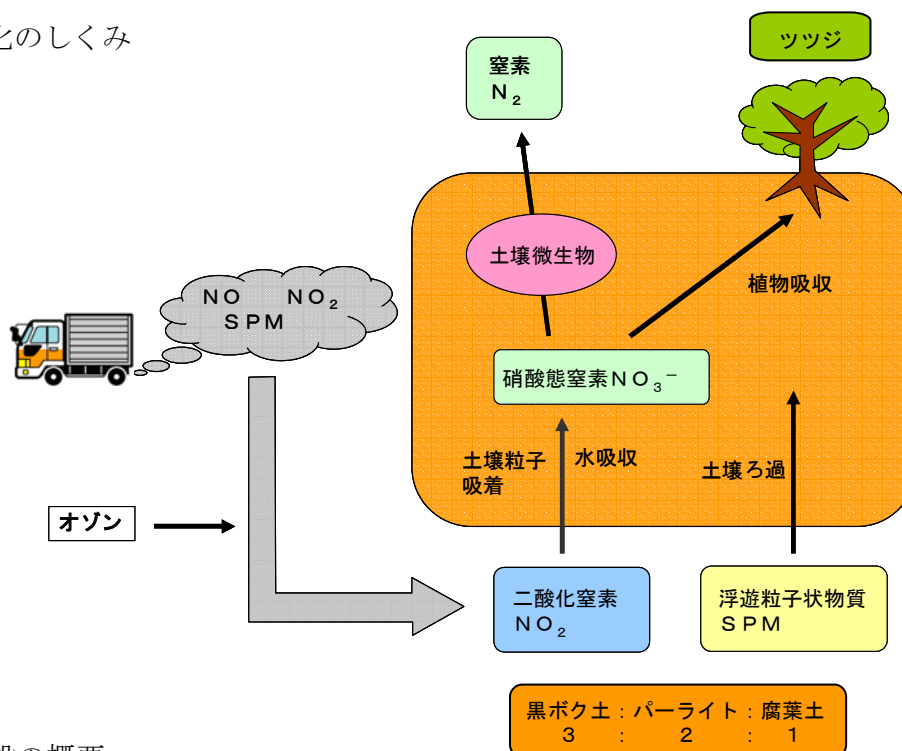 化のしくみ
ツツジ
窒素
N₂
土壌微生物
植物吸収
NO NO₂
SPM
硝酸態窒素NO₃⁻
土壌粒子
吸着
水吸収
土壌ろ過
オゾン
二酸化窒素
NO₂
浮遊粒子状物質
SPM
黒ボク土：パーライト：腐葉土
3 ： 2 ： 1
の概要